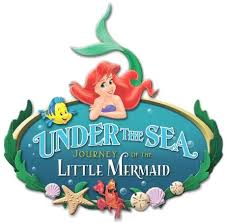 UNDER THE SEA
JOURNEY OF THE
LITTLE MERMAID